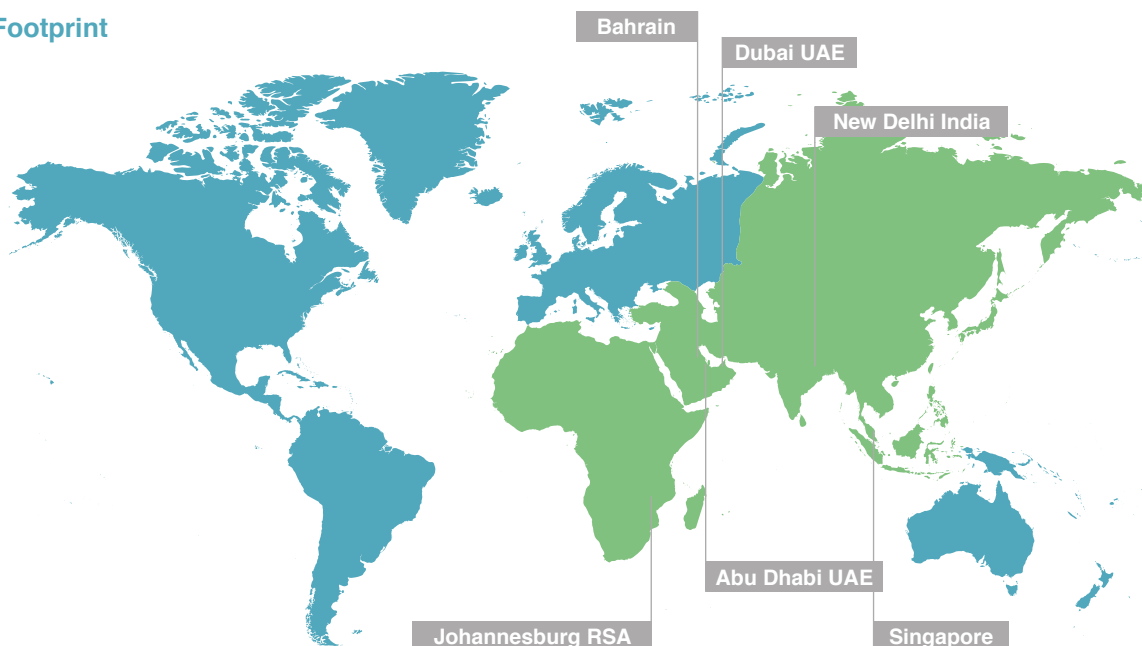 Footprint
Bahrain
Dubai UAE
New Delhi India
Abu Dhabi UAE
Johannesburg RSA
Singapore